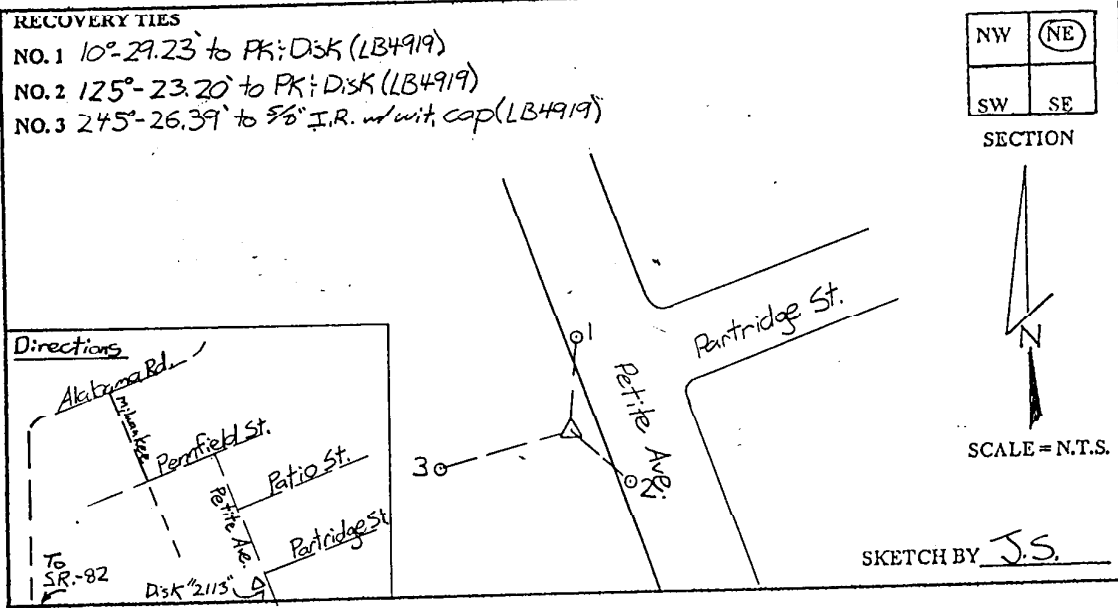 RECOVERY TIES
NO. 1 10°-29.23' to PK & Disk (LB4919)
NO. 2 125°-23.20' to PK & Disk (LB4919)
NO. 3 245°-26.39' to 5/8" I.R. w/ wit. cap (LB4919)
NW NE
SW SE
SECTION
N
SCALE = N.T.S.
1
2
3
Petite Ave.
Partridge St.
Directions
Alabama Rd.
Milwaukee
Pennfield St.
Patio St.
Petite Ave.
Partridge St
To
SR.-82
Disk "2113"
SKETCH BY J.S.